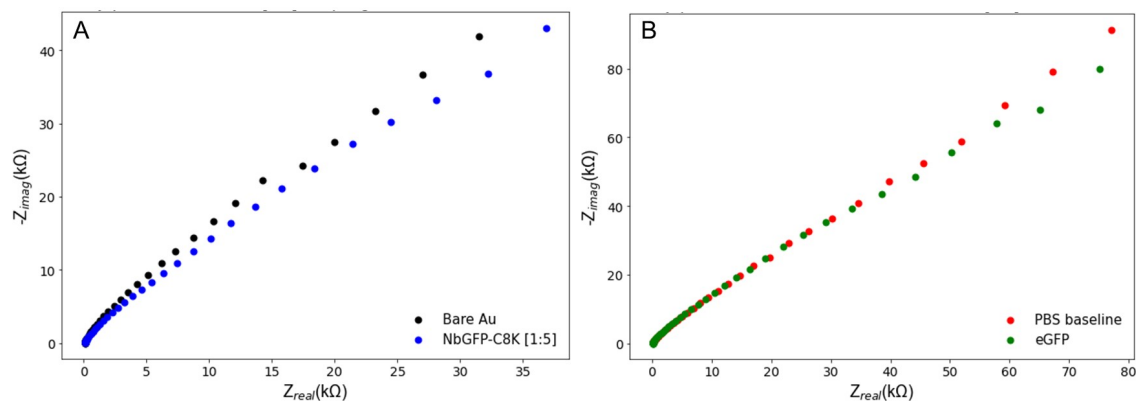 A
40
30
20
10
0
-Z_imag(kΩ)
Bare Au
NbGFP-C8K [1:5]
0 5 10 15 20 25 30 35
Z_real(kΩ)
B
80
60
40
20
0
-Z_imag(kΩ)
PBS baseline
eGFP
0 10 20 30 40 50 60 70 80
Z_real(kΩ)